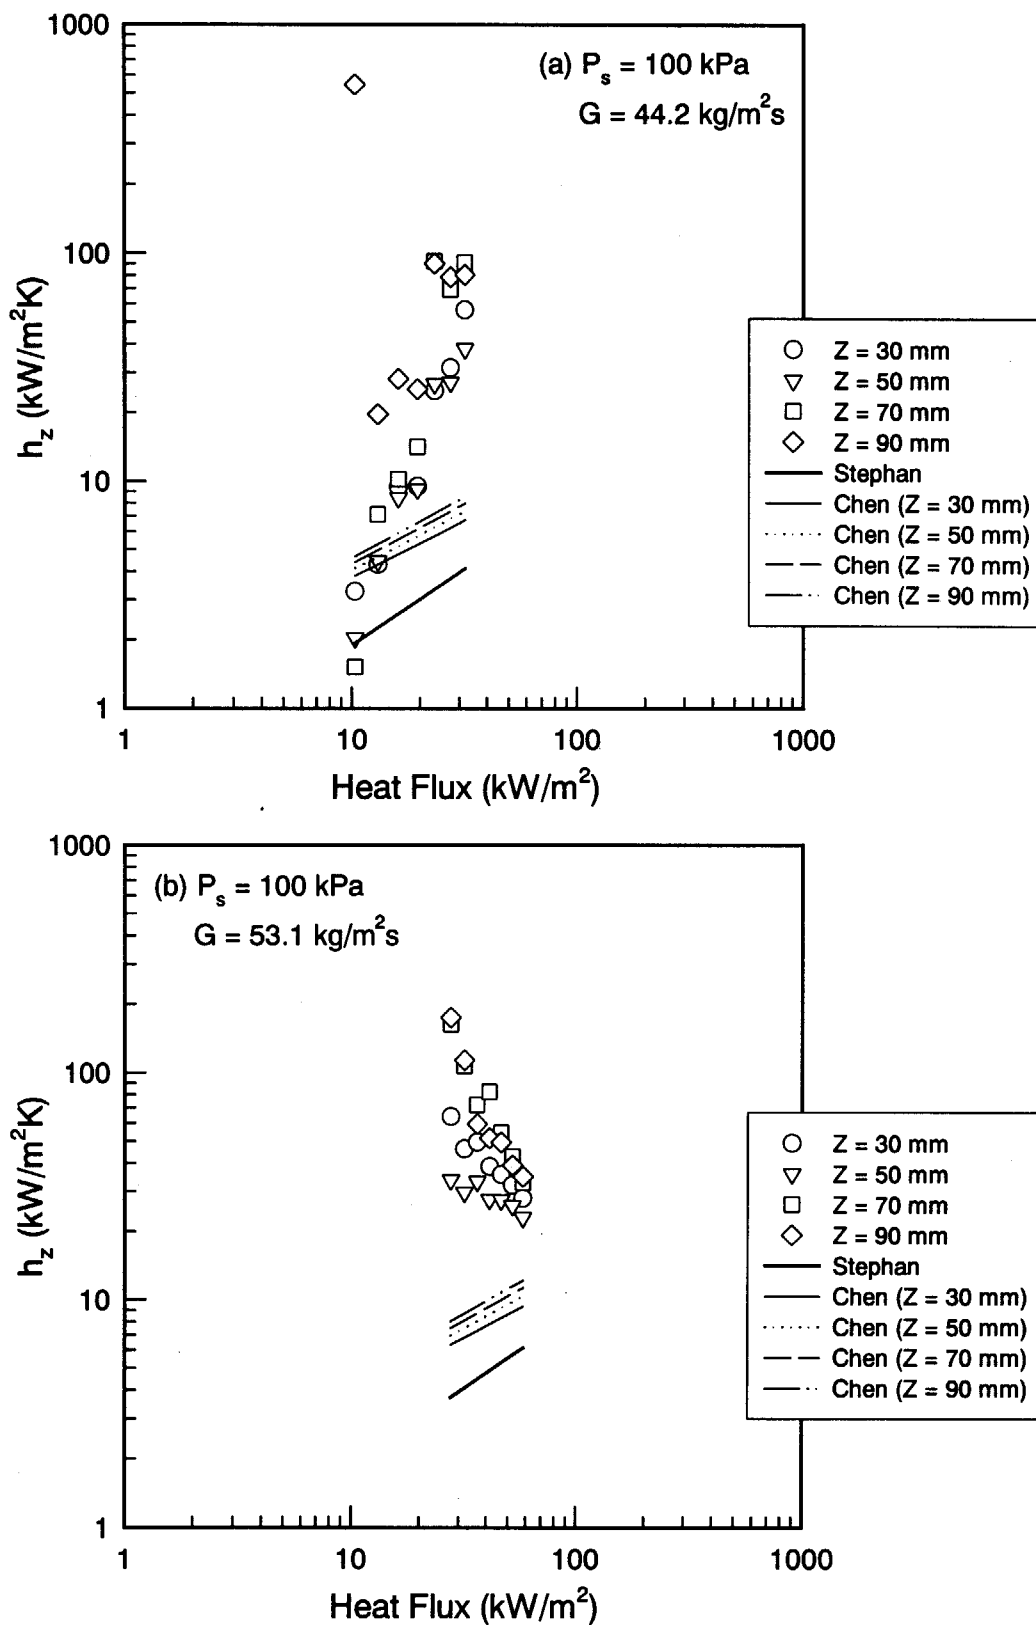 (a) Pₛ = 100 kPa
G = 44.2 kg/m²s
1000
100
10
1
h_z (kW/m²K)
1 10 100 1000
Heat Flux (kW/m²)
Z = 30 mm
Z = 50 mm
Z = 70 mm
Z = 90 mm
Stephan
Chen (Z = 30 mm)
Chen (Z = 50 mm)
Chen (Z = 70 mm)
Chen (Z = 90 mm)
(b) Pₛ = 100 kPa
G = 53.1 kg/m²s
1000
100
10
1
h_z (kW/m²K)
1 10 100 1000
Heat Flux (kW/m²)
Z = 30 mm
Z = 50 mm
Z = 70 mm
Z = 90 mm
Stephan
Chen (Z = 30 mm)
Chen (Z = 50 mm)
Chen (Z = 70 mm)
Chen (Z = 90 mm)